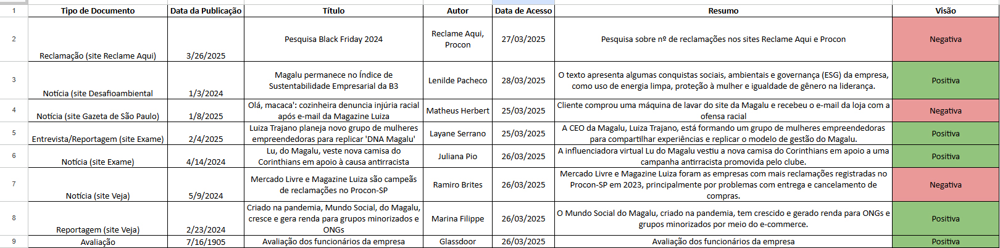 1 Tipo de Documento Data da Publicação Título Autor Data de Acesso Resumo Visão
2 Reclamação (site Reclame Aqui) 3/26/2025 Pesquisa Black Friday 2024 Reclame Aqui,
Procon 27/03/2025 Pesquisa sobre nº de reclamações nos sites Reclame Aqui e Procon Negativa
3 Notícia (site Desafioambiental 1/3/2024 Magalu permanece no Índice de
Sustentabilidade Empresarial da B3 Lenilde Pacheco 28/03/2025 O texto apresenta algumas conquistas sociais, ambientais e governança (ESG) da empresa,
como uso de energia limpa, proteção à mulher e igualdade de gênero na liderança. Positiva
4 Notícia (site Gazeta de São Paulo) 1/8/2025 Olá, macaca': cozinheira denuncia injúria racial
após e-mail da Magazine Luiza Matheus Herbert 25/03/2025 Cliente comprou uma máquina de lavar do site da Magalu e recebeu o e-mail da loja com a
ofensa racial Negativa
5 Entrevista/Reportagem (site Exame) 2/4/2025 Luiza Trajano planeja novo grupo de mulheres
empreendedoras para replicar 'DNA Magalu' Layane Serrano 25/03/2025 A CEO da Magalu, Luiza Trajano, está formando um grupo de mulheres empreendedoras
para compartilhar experiências e replicar o modelo de gestão do Magalu. Positiva
6 Notícia (site Exame) 4/14/2024 Lu, do Magalu, veste nova camisa do
Corinthians em apoio à causa antirracista Juliana Pio 26/03/2025 A influenciadora virtual Lu do Magalu vestiu a nova camisa do Corinthians em apoio a uma
campanha antirracista promovida pelo clube. Positiva
7 Notícia (site Veja) 5/9/2024 Mercado Livre e Magazine Luiza são campeãs
de reclamações no Procon-SP Ramiro Brites 26/03/2025 Mercado Livre e Magazine Luiza foram as empresas com mais reclamações registradas no
Procon-SP em 2023, principalmente por problemas com entrega e cancelamento de
compras. Negativa
8 Reportagem (site Veja) 2/23/2024 Criado na pandemia, Mundo Social, do Magalu,
cresce e gera renda para grupos minorizados e
ONGs Marina Filippe 26/03/2025 O Mundo Social do Magalu, criado na pandemia, tem crescido e gerado renda para ONGs e
grupos minorizados por meio do e-commerce. Positiva
9 Avaliação 7/16/1905 Avaliação dos funcionários da empresa Glassdoor 26/03/2025 Avaliação dos funcionários da empresa Positiva